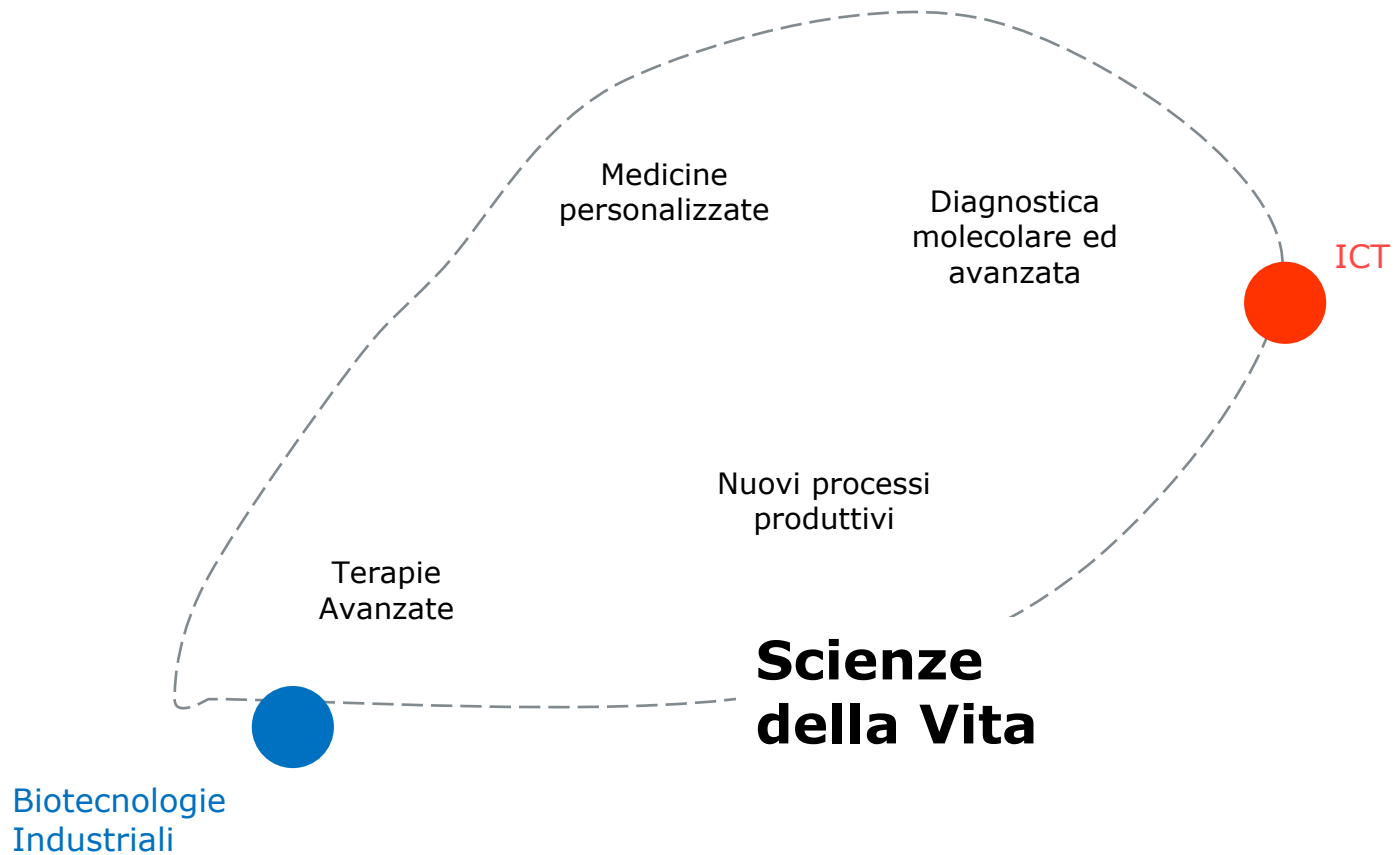 Medicine
personalizzate
Diagnostica
molecolare ed
avanzata
ICT
Nuovi processi
produttivi
Terapie
Avanzate
Scienze
della Vita
Biotecnologie
Industriali